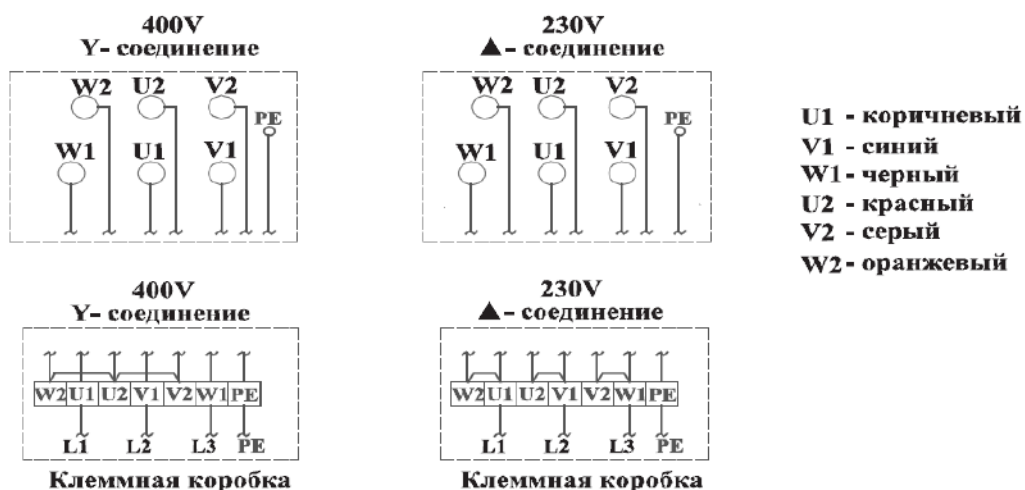 400V
Y- соединение
W2 U2 V2
PE
W1 U1 V1
230V
▲- соединение
W2 U2 V2
PE
W1 U1 V1
U1 - коричневый
V1 - синий
W1 - черный
U2 - красный
V2 - серый
W2 - оранжевый
400V
Y- соединение
W2 U1 U2 V1 V2 W1 PE
L1 L2 L3 PE
Клеммная коробка
230V
▲- соединение
W2 U1 U2 V1 V2 W1 PE
L1 L2 L3 PE
Клеммная коробка